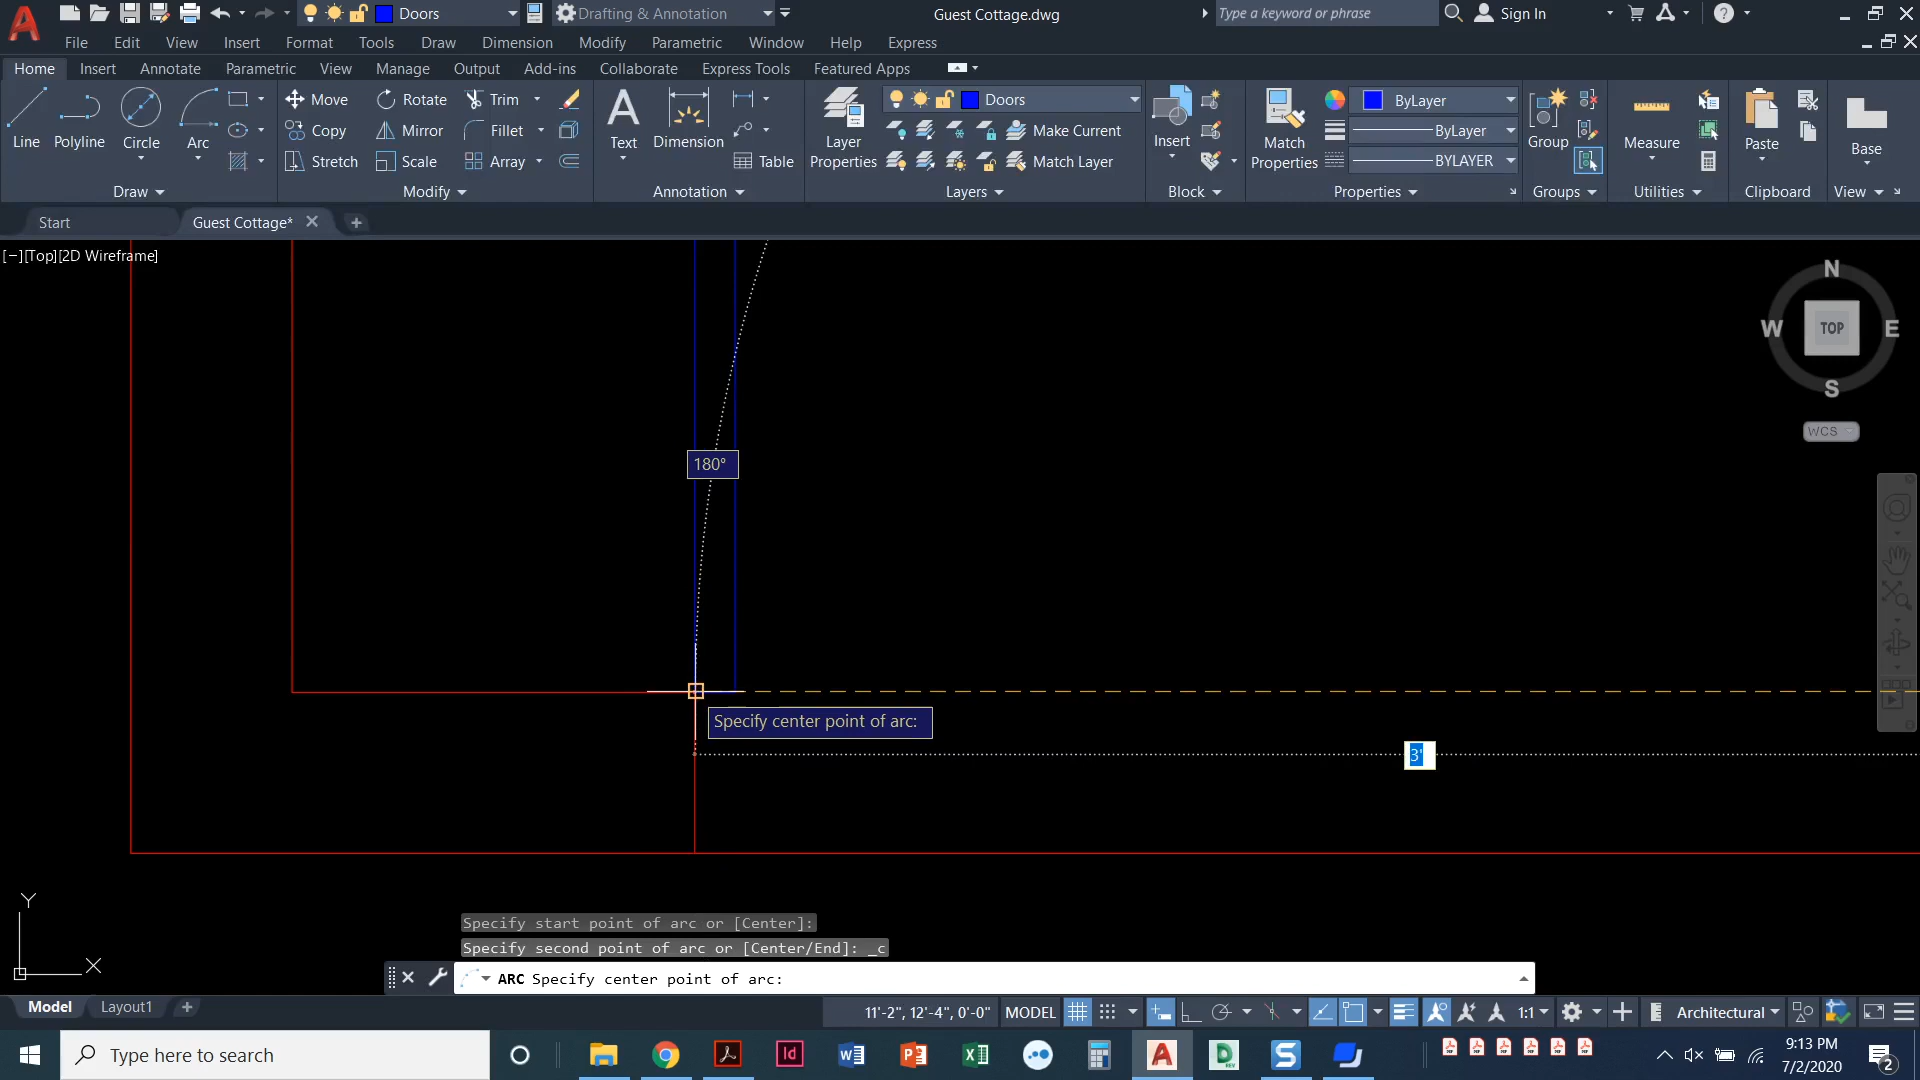 Doors
Drafting & Annotation
Guest Cottage.dwg
Type a keyword or phrase
Sign In
File Edit View Insert Format Tools Draw Dimension Modify Parametric Window Help Express
Home Insert Annotate Parametric View Manage Output Add-ins Collaborate Express Tools Featured Apps
Line
Polyline
Circle
Arc
Move Rotate Trim
Copy Mirror Fillet
Stretch Scale Array
Text
Dimension
Table
Layer
Properties
Doors
Make Current
Match Layer
Insert
Match
Properties
ByLayer
ByLayer
BYLAYER
Group
Measure
Paste
Base
Draw Modify Annotation Layers Block Properties Groups Utilities Clipboard View
Start
Guest Cottage*
[−][Top][2D Wireframe]
N
W
TOP
E
S
WCS
180°
Specify center point of arc:
3'
Specify start point of arc or [Center]:
Specify second point of arc or [Center/End]: _c
ARC Specify center point of arc:
Y
X
Model
Layout1
11'-2", 12'-4", 0'-0"
MODEL
1:1
Architectural
Type here to search
9:13 PM
7/2/2020
2